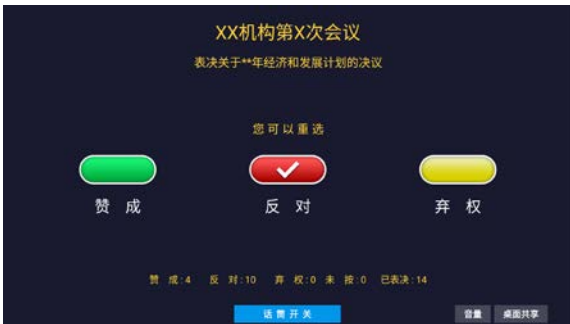 XX机构第X次会议
表决关于**年经济和发展计划的决议
您可以重选
赞 成 反 对 弃 权
赞 成:4 反 对:10 弃 权:0 未 按:0 已表决:14
话筒开关 音量 桌面共享